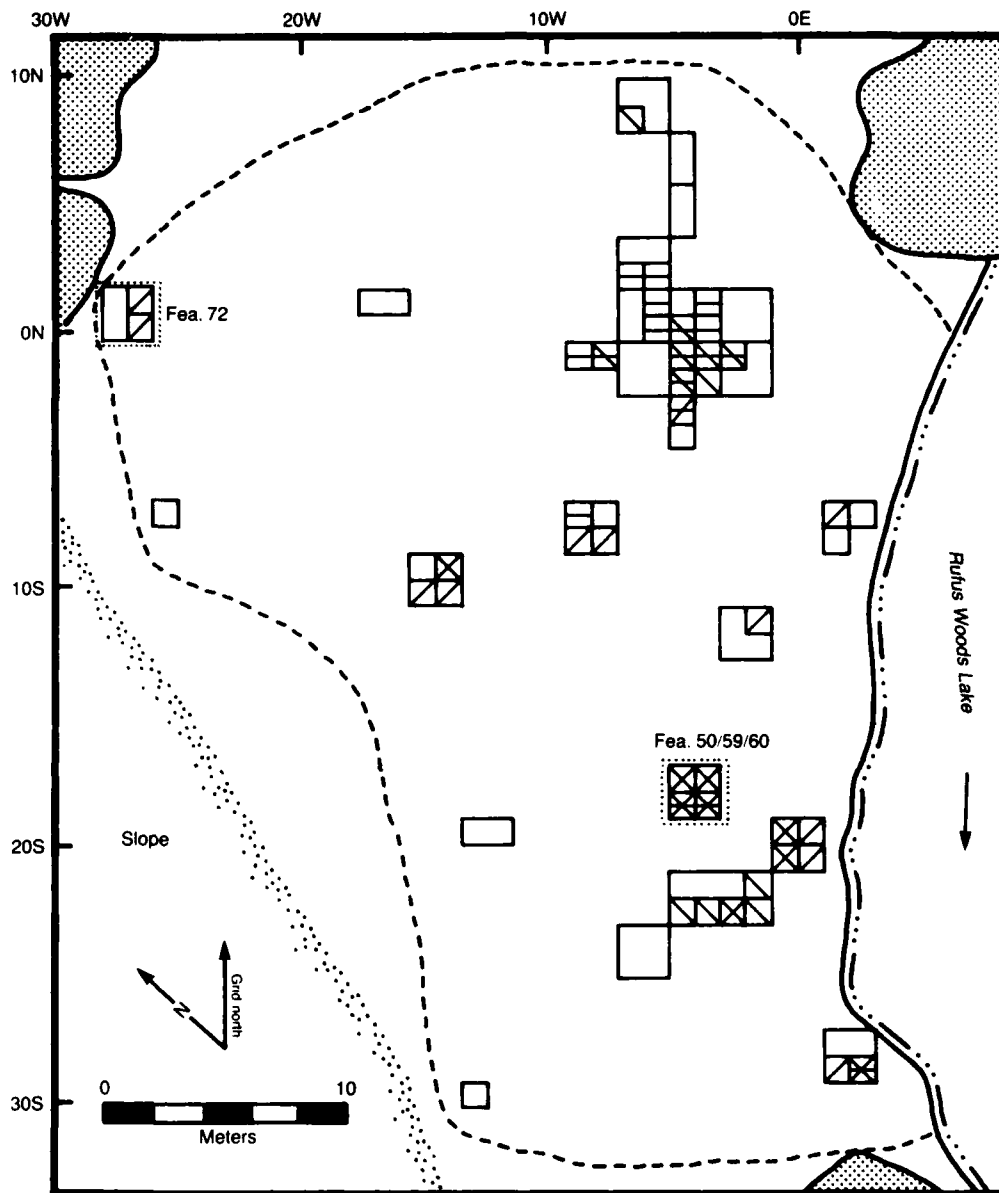 30W
20W
10W
0E
10N
0N
10S
20S
30S
Fea. 72
Rufus Woods Lake
Fea. 50/59/60
Slope
N
Grid north
0
10
Meters